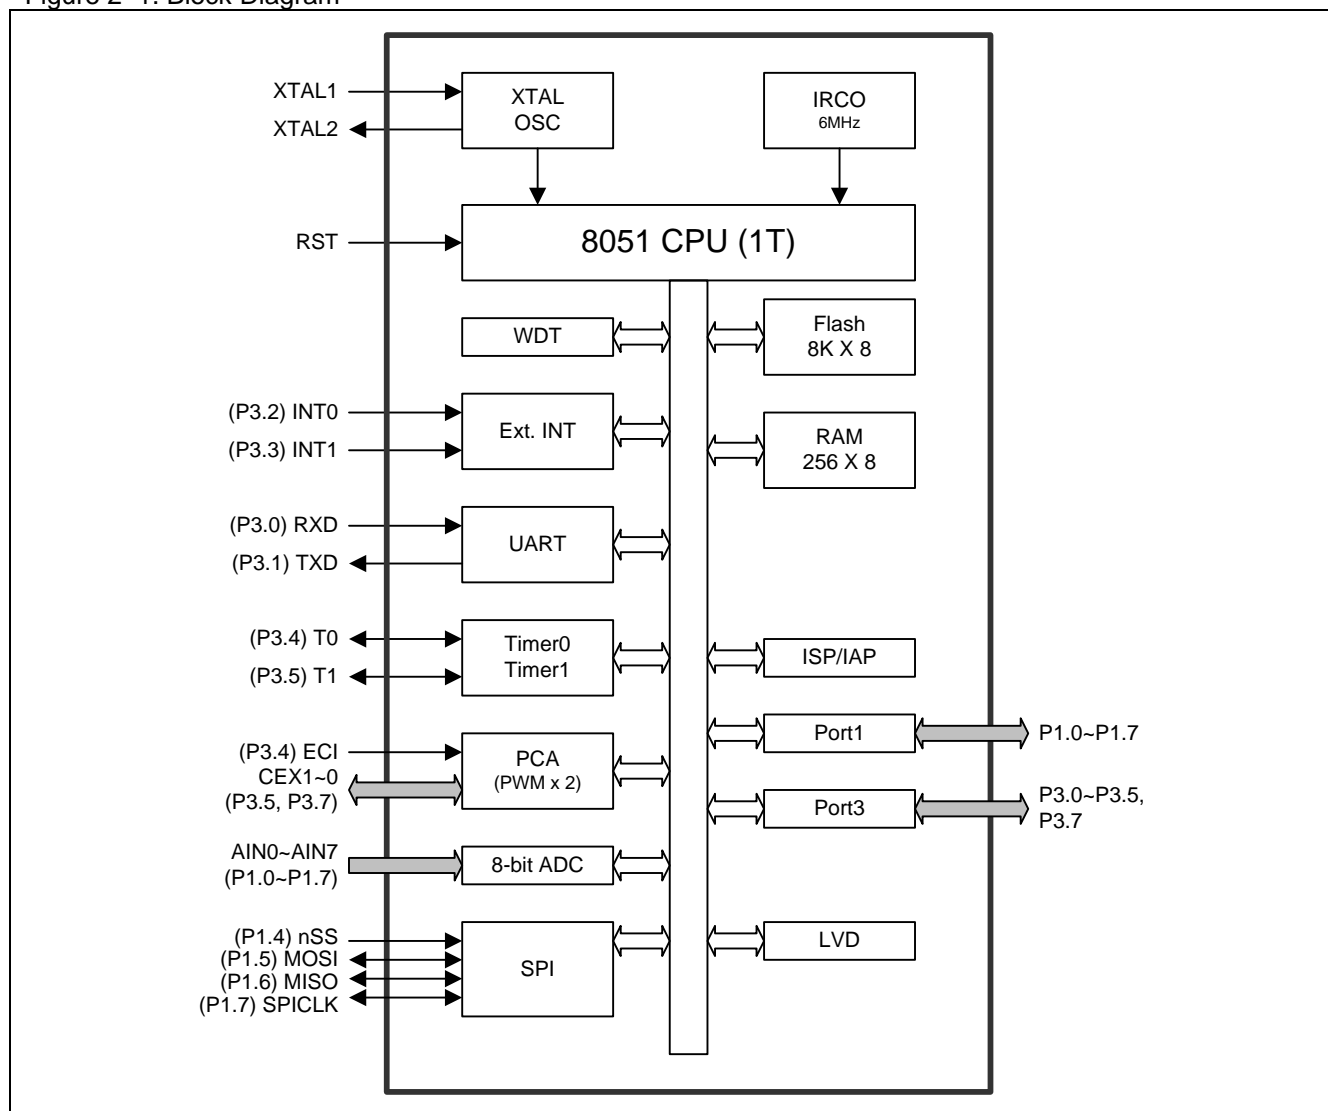 Figure 2-1. Block Diagram
XTAL1
XTAL2
XTAL
OSC
IRCO
6MHz
RST
8051 CPU (1T)
WDT
Flash
8K X 8
(P3.2) INT0
(P3.3) INT1
Ext. INT
RAM
256 X 8
(P3.0) RXD
(P3.1) TXD
UART
(P3.4) T0
(P3.5) T1
Timer0
Timer1
ISP/IAP
(P3.4) ECI
CEX1~0
(P3.5, P3.7)
PCA
(PWM x 2)
Port1
P1.0~P1.7
Port3
P3.0~P3.5,
P3.7
AIN0~AIN7
(P1.0~P1.7)
8-bit ADC
(P1.4) nSS
(P1.5) MOSI
(P1.6) MISO
(P1.7) SPICLK
SPI
LVD